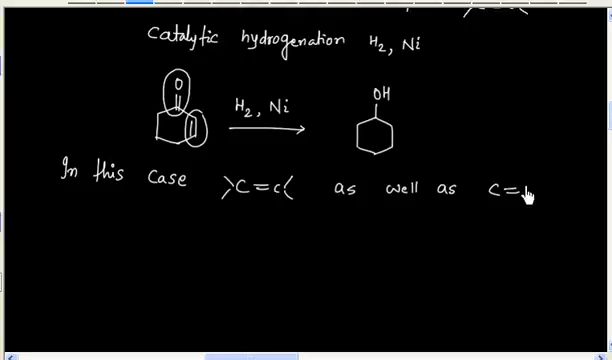 Catalytic hydrogenation H2, Ni
O
H2, Ni
OH
In this case >C=C< as well as C=